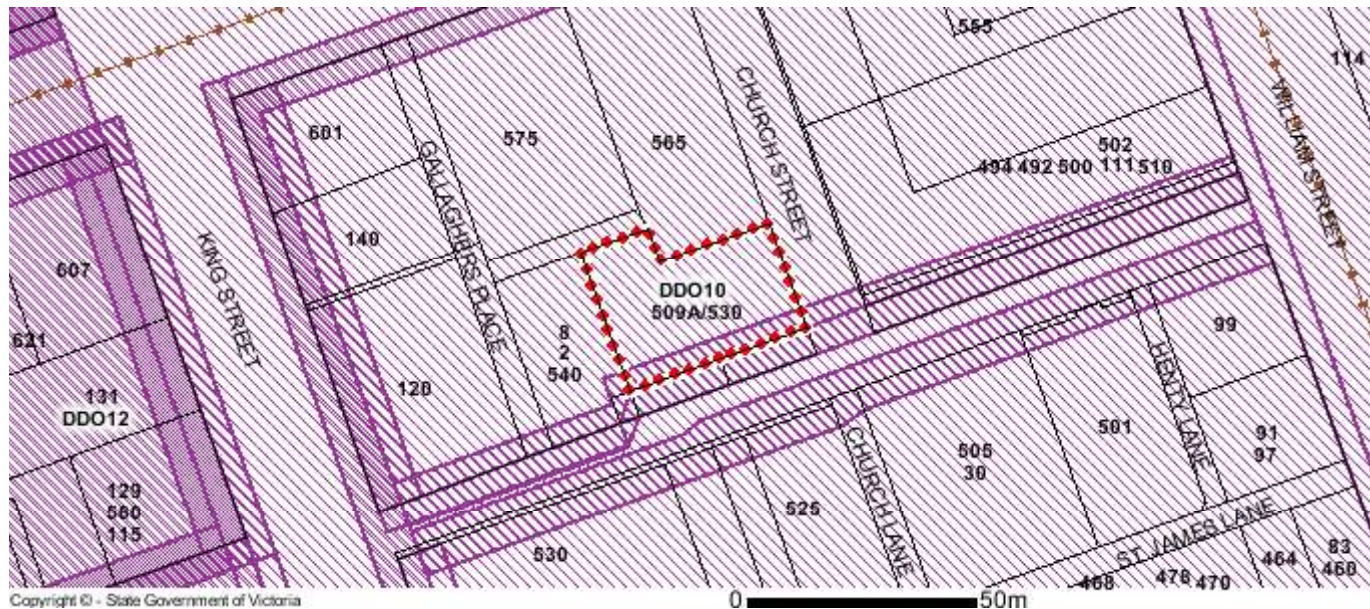 565
114
CHURCH STREET
WILLIAM STREET
601
575
565
502
494 492 500 111 510
GALLAGHERS PLACE
140
KING STREET
607
DDO10
509A/530
621
8
2
540
99
HENTY LANE
120
131
DDO12
501
CHURCH LANE
505
30
91
97
129
580
115
525
530
ST JAMES LANE
468
476
470
464
83
460
Copyright © - State Government of Victoria
0 50m